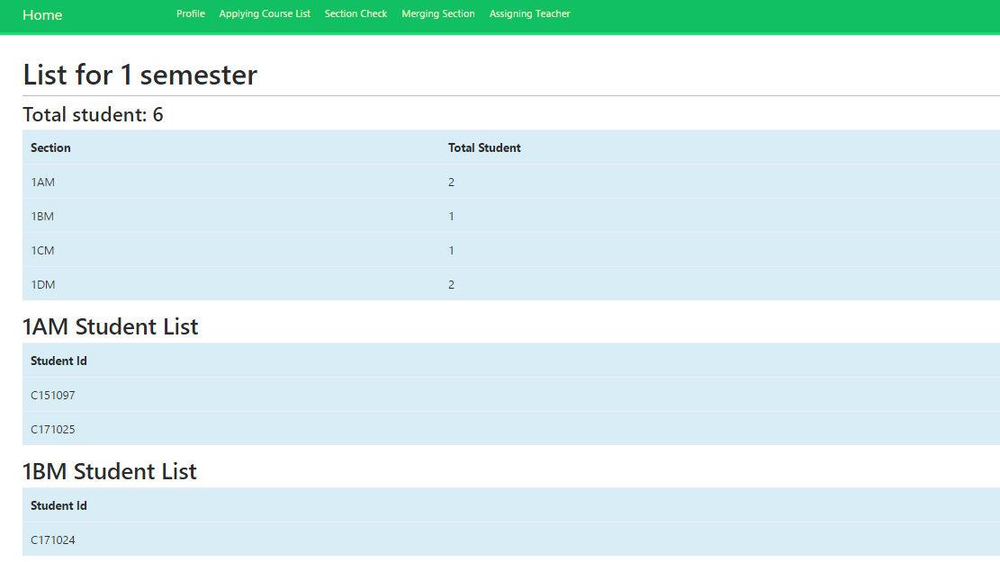 Home Profile Applying Course List Section Check Merging Section Assigning Teacher
List for 1 semester
Total student: 6
Section Total Student
1AM 2
1BM 1
1CM 1
1DM 2
1AM Student List
Student Id
C151097
C171025
1BM Student List
Student Id
C171024